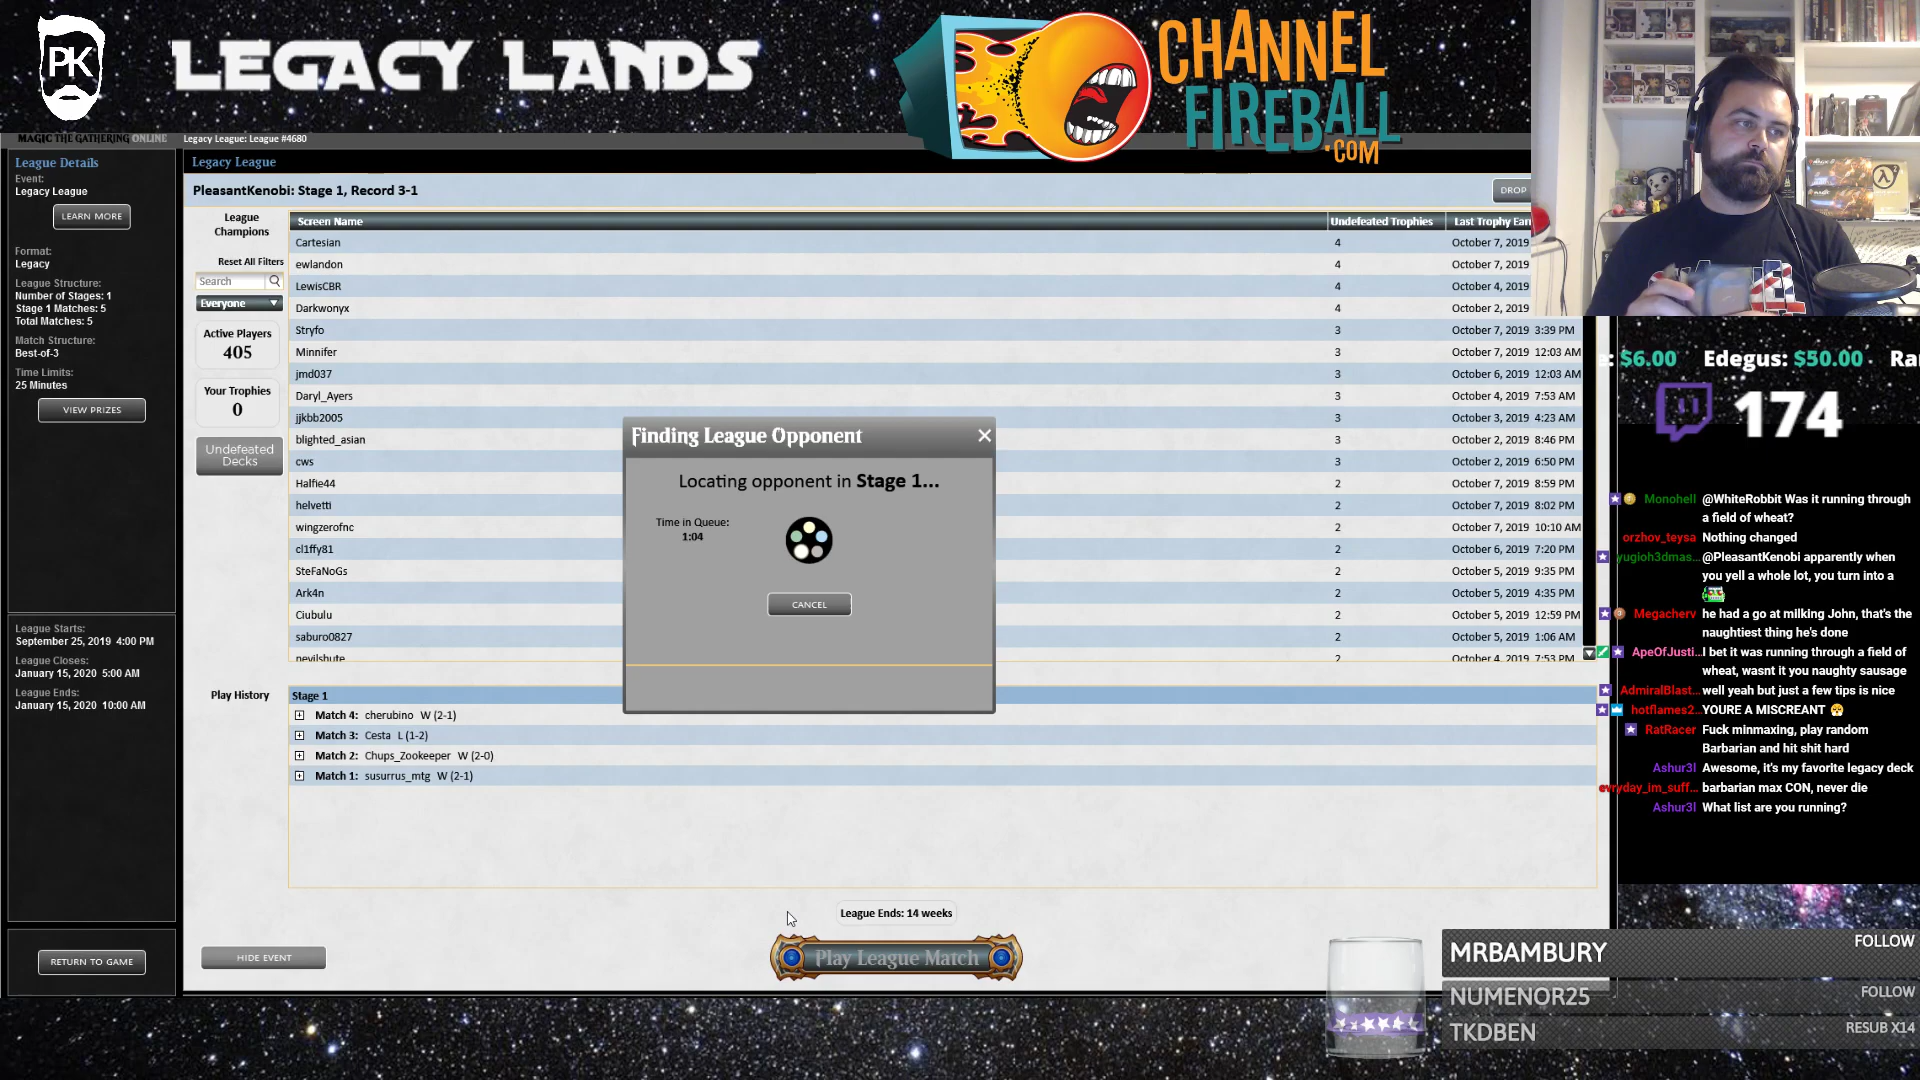 PK
LEGACY LANDS
CHANNEL
FIREBALL
.COM
MAGIC THE GATHERING ONLINE
Legacy League: League #4680
League Details
Event:
Legacy League
LEARN MORE
Format:
Legacy
League Structure:
Number of Stages: 1
Stage 1 Matches: 5
Total Matches: 5
Match Structure:
Best-of-3
Time Limits:
25 Minutes
VIEW PRIZES
League Starts:
September 25, 2019 4:00 PM
League Closes:
January 15, 2020 5:00 AM
League Ends:
January 15, 2020 10:00 AM
RETURN TO GAME
Legacy League
PleasantKenobi: Stage 1, Record 3-1
DROP
League
Champions
Reset All Filters
Search
Everyone
Active Players
405
Your Trophies
0
Undefeated
Decks
Screen Name Undefeated Trophies Last Trophy Earn
Cartesian 4 October 7, 2019
ewlandon 4 October 7, 2019
LewisCBR 4 October 4, 2019
Darkwonyx 4 October 2, 2019
Stryfo 3 October 7, 2019 3:39 PM
Minnifer 3 October 7, 2019 12:03 AM
jmd037 3 October 6, 2019 12:03 AM
Daryl_Ayers 3 October 4, 2019 7:53 AM
jjkbb2005 3 October 3, 2019 4:23 AM
blighted_asian 3 October 2, 2019 8:46 PM
cws 3 October 2, 2019 6:50 PM
Halfie44 2 October 7, 2019 8:59 PM
helvetti 2 October 7, 2019 8:02 PM
wingzerofnc 2 October 7, 2019 10:10 AM
cl1ffy81 2 October 6, 2019 7:20 PM
SteFaNoGs 2 October 5, 2019 9:35 PM
Ark4n 2 October 5, 2019 4:35 PM
Ciubulu 2 October 5, 2019 12:59 PM
saburo0827 2 October 5, 2019 1:06 AM
nevilshute 2 October 4, 2019 7:53 PM
Finding League Opponent
Locating opponent in Stage 1...
Time in Queue:
1:04
CANCEL
Play History
Stage 1
Match 4: cherubino W (2-1)
Match 3: Cesta L (1-2)
Match 2: Chups_Zookeeper W (2-0)
Match 1: susurrus_mtg W (2-1)
League Ends: 14 weeks
HIDE EVENT
Play League Match
: $6.00 Edegus: $50.00 Ra
174
Monohell @WhiteRobbit Was it running through
a field of wheat?
orzhov_teysa Nothing changed
yugioh3dmas... @PleasantKenobi apparently when
you yell a whole lot, you turn into a
Megacherv he had a go at milking John, that's the
naughtiest thing he's done
ApeOfJusti... I bet it was running through a field of
wheat, wasnt it you naughty sausage
AdmiralBlast... well yeah but just a few tips is nice
hotflames2... YOURE A MISCREANT
RatRacer Fuck minmaxing, play random
Barbarian and hit shit hard
Ashur3l Awesome, it's my favorite legacy deck
evryday_im_suff... barbarian max CON, never die
Ashur3l What list are you running?
MRBAMBURY FOLLOW
NUMENOR25 FOLLOW
TKDBEN RESUB X14